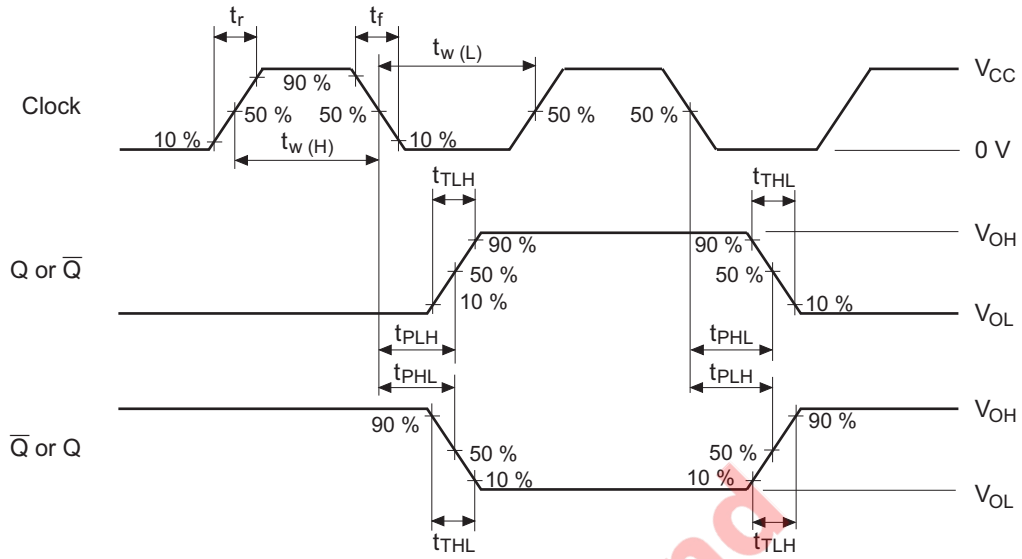 tr tf tw (L) VCC
90 %
Clock 50 % 50 % 50 % 50 %
10 % tw (H) 10 % 0 V
tTLH tTHL
90 % 90 % VOH
Q or Q̅ 50 % 50 %
10 % 10 % VOL
tPLH tPHL
tPHL tPLH
90 % 90 % VOH
Q̅ or Q 50 % 50 %
10 % 10 % VOL
tTHL tTLH